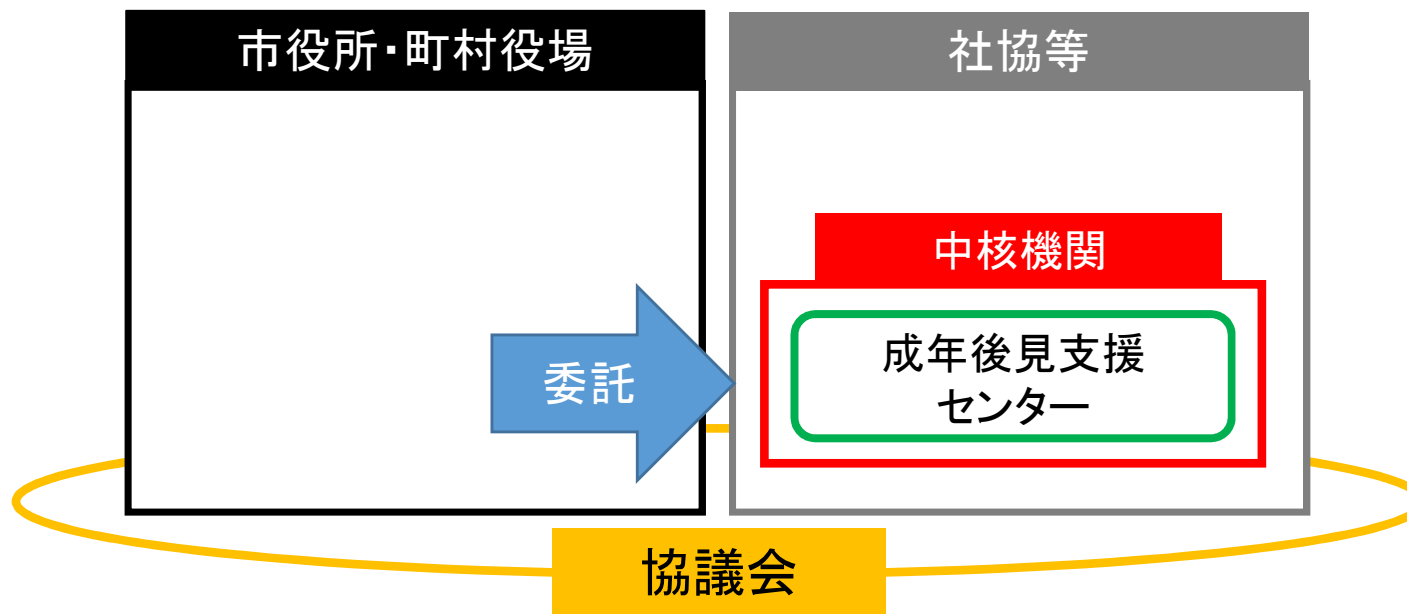 市役所・町村役場
社協等
中核機関
成年後見支援
センター
委託
協議会